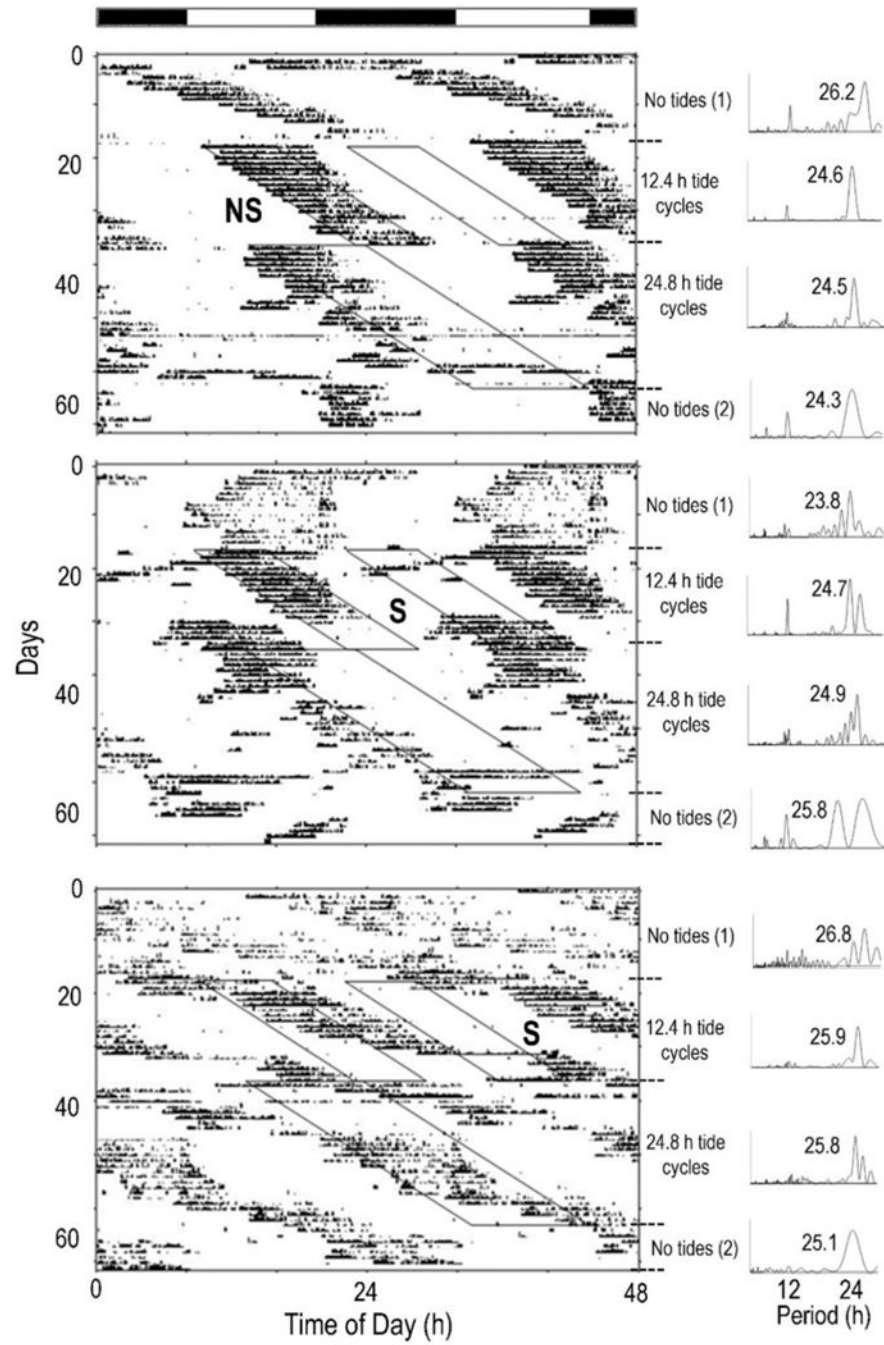 0
20
40
60
NS
No tides (1)
26.2
12.4 h tide
cycles
24.6
24.8 h tide
cycles
24.5
No tides (2)
24.3
Days
0
20
40
60
S
No tides (1)
23.8
12.4 h tide
cycles
24.7
24.8 h tide
cycles
24.9
No tides (2)
25.8
0
20
40
60
S
No tides (1)
26.8
12.4 h tide
cycles
25.9
24.8 h tide
cycles
25.8
No tides (2)
25.1
0 24 48
Time of Day (h)
12 24
Period (h)